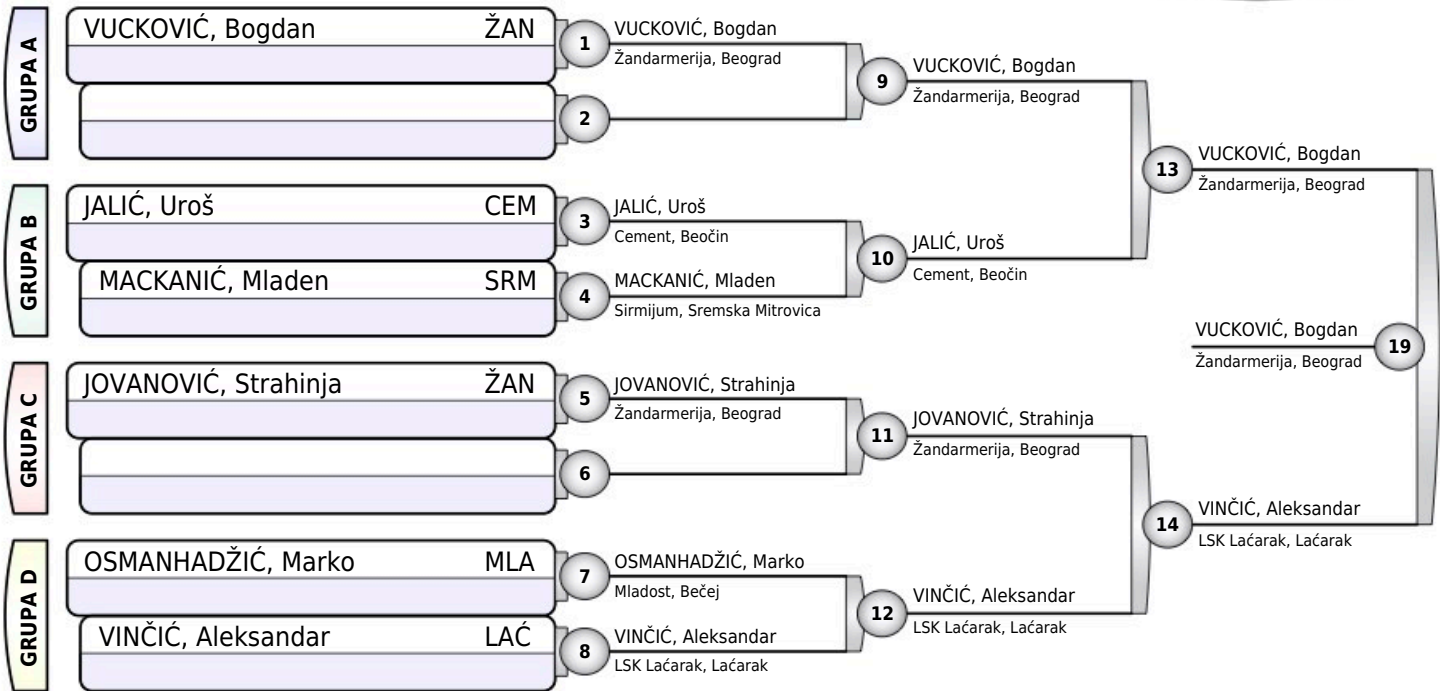 GRUPA A
VUCKOVIĆ, Bogdan ŽAN
1
VUCKOVIĆ, Bogdan
Žandarmerija, Beograd
2
9
VUCKOVIĆ, Bogdan
Žandarmerija, Beograd
GRUPA B
JALIĆ, Uroš CEM
3
JALIĆ, Uroš
Cement, Beočin
MACKANIĆ, Mladen SRM
4
MACKANIĆ, Mladen
Sirmijum, Sremska Mitrovica
10
JALIĆ, Uroš
Cement, Beočin
13
VUCKOVIĆ, Bogdan
Žandarmerija, Beograd
GRUPA C
JOVANOVIĆ, Strahinja ŽAN
5
JOVANOVIĆ, Strahinja
Žandarmerija, Beograd
6
11
JOVANOVIĆ, Strahinja
Žandarmerija, Beograd
GRUPA D
OSMANHADŽIĆ, Marko MLA
7
OSMANHADŽIĆ, Marko
Mladost, Bečej
VINČIĆ, Aleksandar LAĆ
8
VINČIĆ, Aleksandar
LSK Laćarak, Laćarak
12
VINČIĆ, Aleksandar
LSK Laćarak, Laćarak
14
VINČIĆ, Aleksandar
LSK Laćarak, Laćarak
VUCKOVIĆ, Bogdan
Žandarmerija, Beograd
19